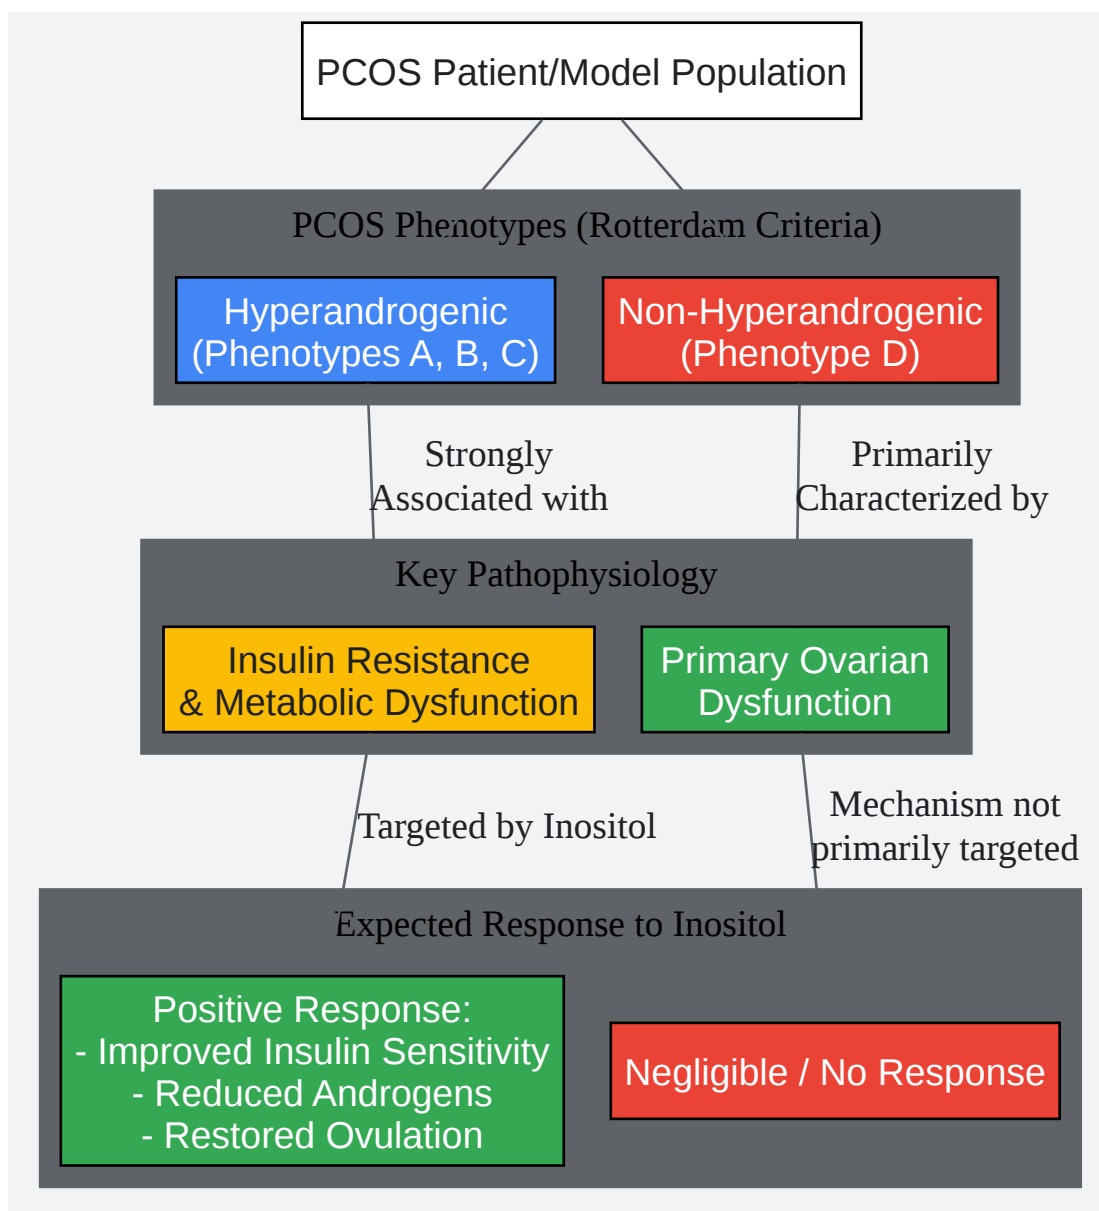 PCOS Patient/Model Population
PCOS Phenotypes (Rotterdam Criteria)
Hyperandrogenic
(Phenotypes A, B, C)
Non-Hyperandrogenic
(Phenotype D)
Strongly
Associated with
Primarily
Characterized by
Key Pathophysiology
Insulin Resistance
& Metabolic Dysfunction
Primary Ovarian
Dysfunction
Targeted by Inositol
Mechanism not
primarily targeted
Expected Response to Inositol
Positive Response:
- Improved Insulin Sensitivity
- Reduced Androgens
- Restored Ovulation
Negligible / No Response